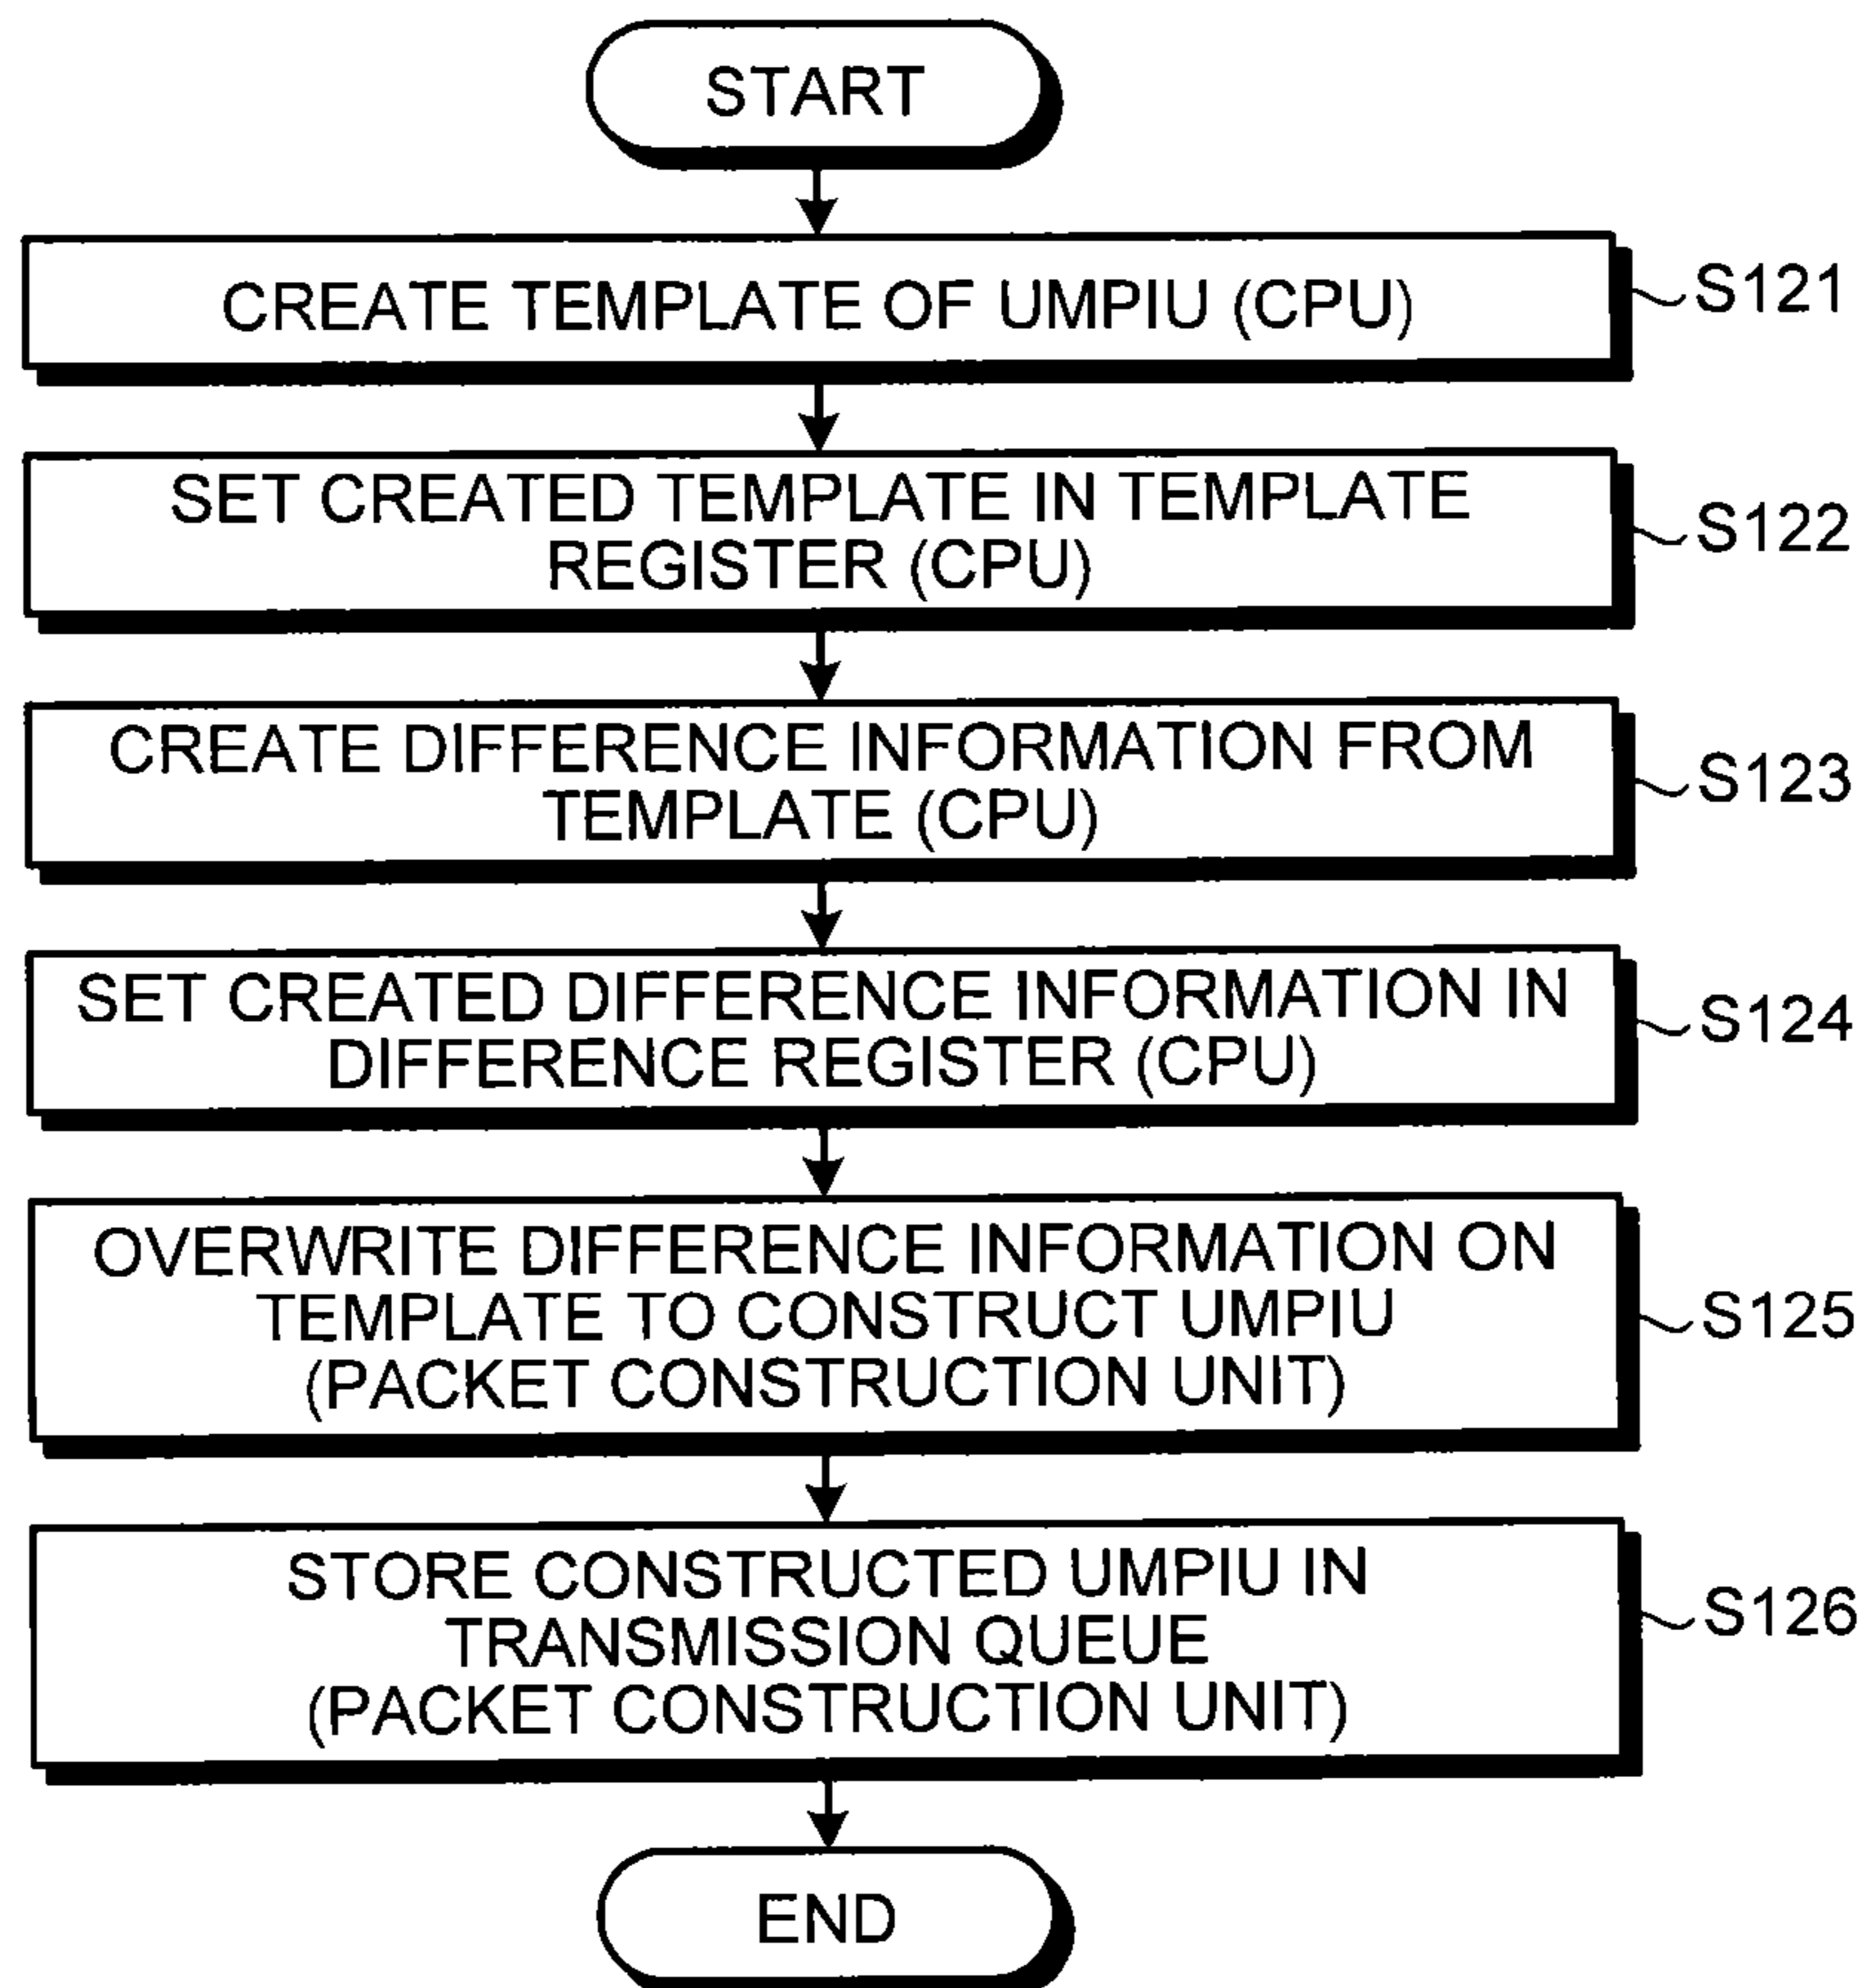 START
CREATE TEMPLATE OF UMPIU (CPU)
S121
SET CREATED TEMPLATE IN TEMPLATE
REGISTER (CPU)
S122
CREATE DIFFERENCE INFORMATION FROM
TEMPLATE (CPU)
S123
SET CREATED DIFFERENCE INFORMATION IN
DIFFERENCE REGISTER (CPU)
S124
OVERWRITE DIFFERENCE INFORMATION ON
TEMPLATE TO CONSTRUCT UMPIU
(PACKET CONSTRUCTION UNIT)
S125
STORE CONSTRUCTED UMPIU IN
TRANSMISSION QUEUE
(PACKET CONSTRUCTION UNIT)
S126
END